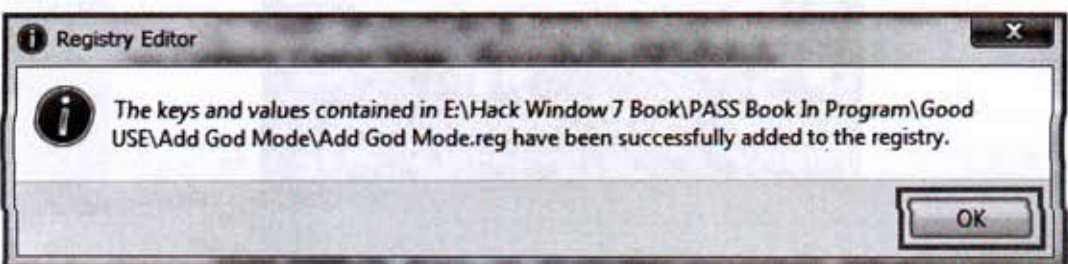 Registry Editor
The keys and values contained in E:\Hack Window 7 Book\PASS Book In Program\Good
USE\Add God Mode\Add God Mode.reg have been successfully added to the registry.
OK